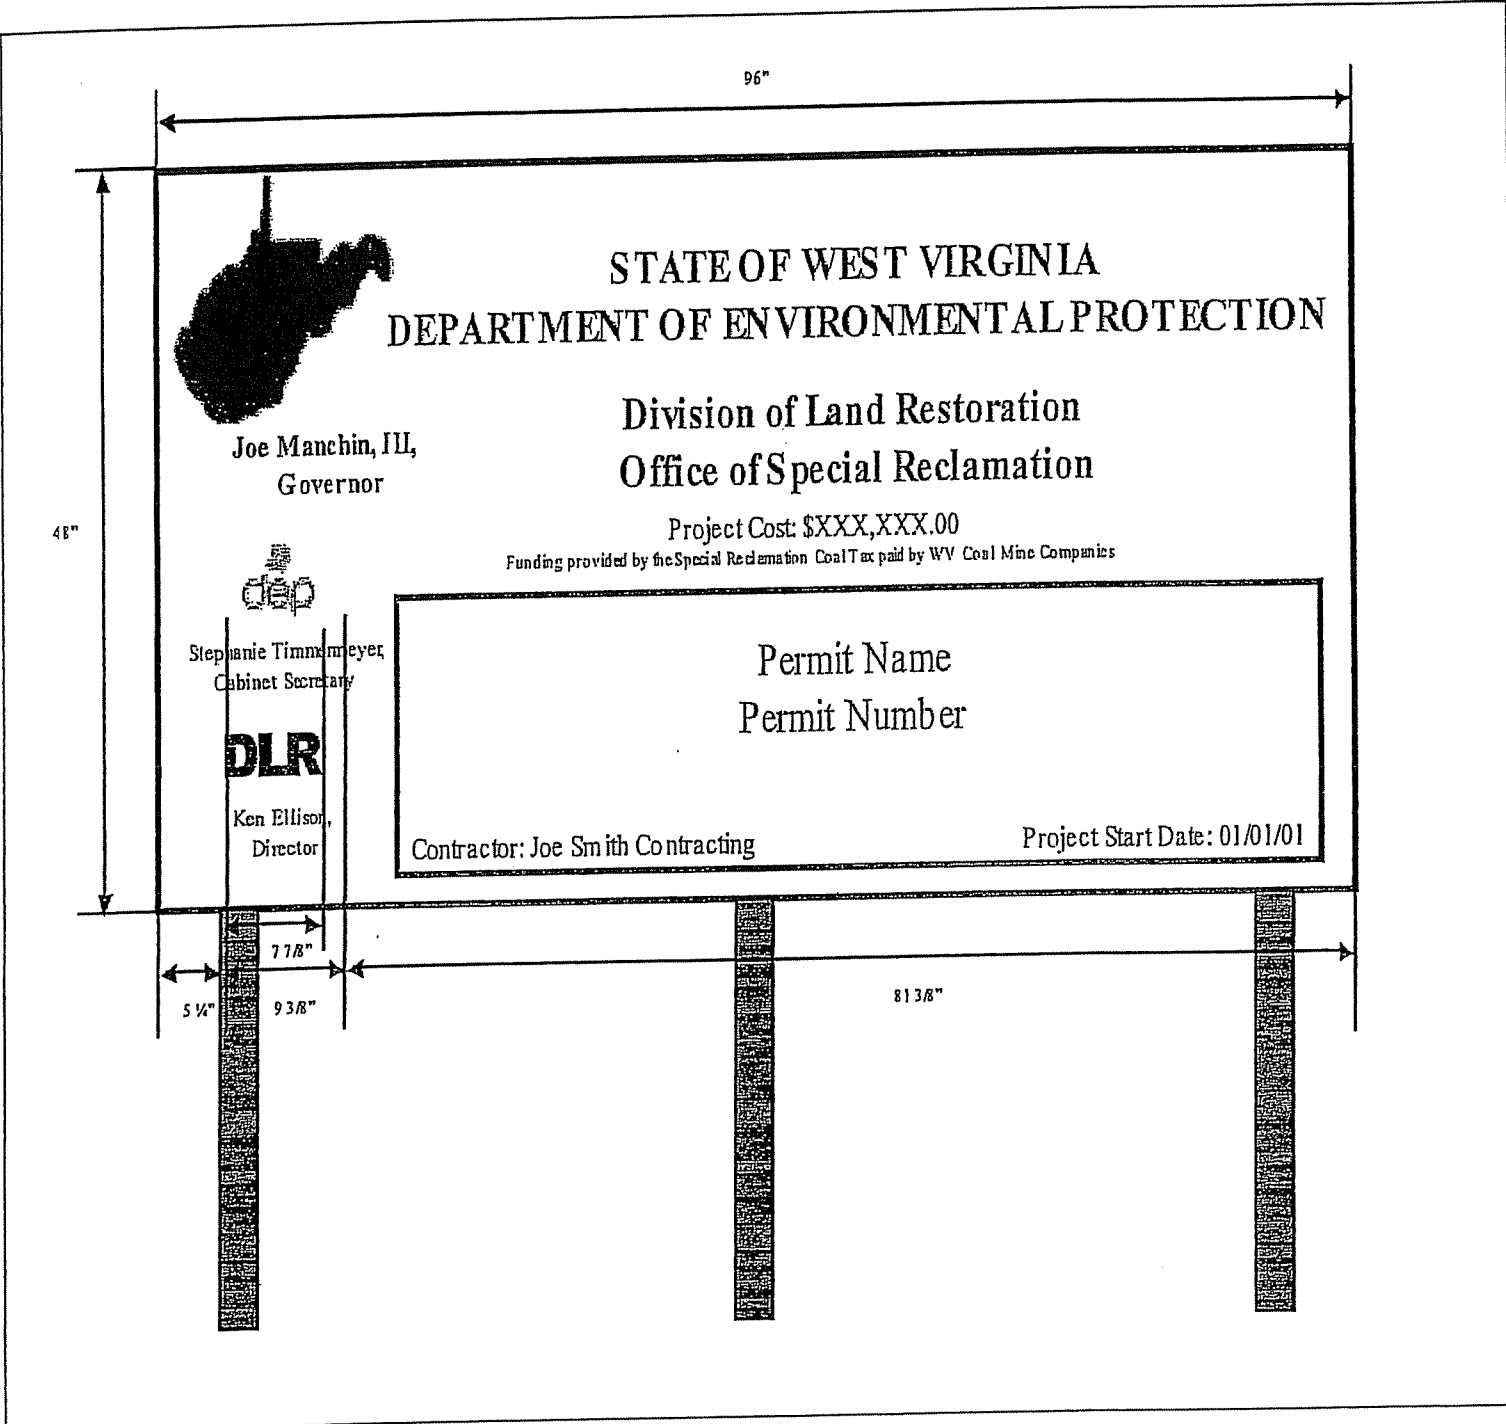 96"
STATE OF WEST VIRGINIA
DEPARTMENT OF ENVIRONMENTAL PROTECTION
Division of Land Restoration
Office of Special Reclamation
Joe Manchin, III,
Governor
48"
Project Cost: $XXX,XXX.00
Funding provided by the Special Reclamation Coal Tax paid by WV Coal Mine Companies
dep
Stephanie Timmermeyer,
Cabinet Secretary
Permit Name
Permit Number
DLR
Ken Ellison,
Director
Contractor: Joe Smith Contracting
Project Start Date: 01/01/01
7 7/8"
5 ¼"
9 3/8"
81 3/8"